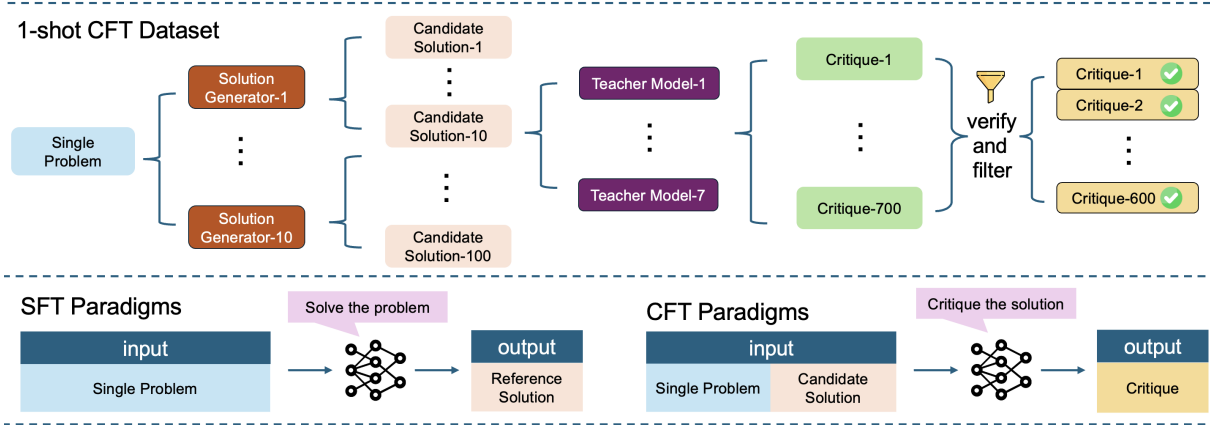 1-shot CFT Dataset
Single
Problem
Solution
Generator-1
Solution
Generator-10
Candidate
Solution-1
Candidate
Solution-10
Candidate
Solution-100
Teacher Model-1
Teacher Model-7
Critique-1
Critique-700
verify
and
filter
Critique-1
Critique-2
Critique-600
SFT Paradigms
Solve the problem
input
Single Problem
output
Reference
Solution
CFT Paradigms
Critique the solution
input
Single Problem
Candidate
Solution
output
Critique